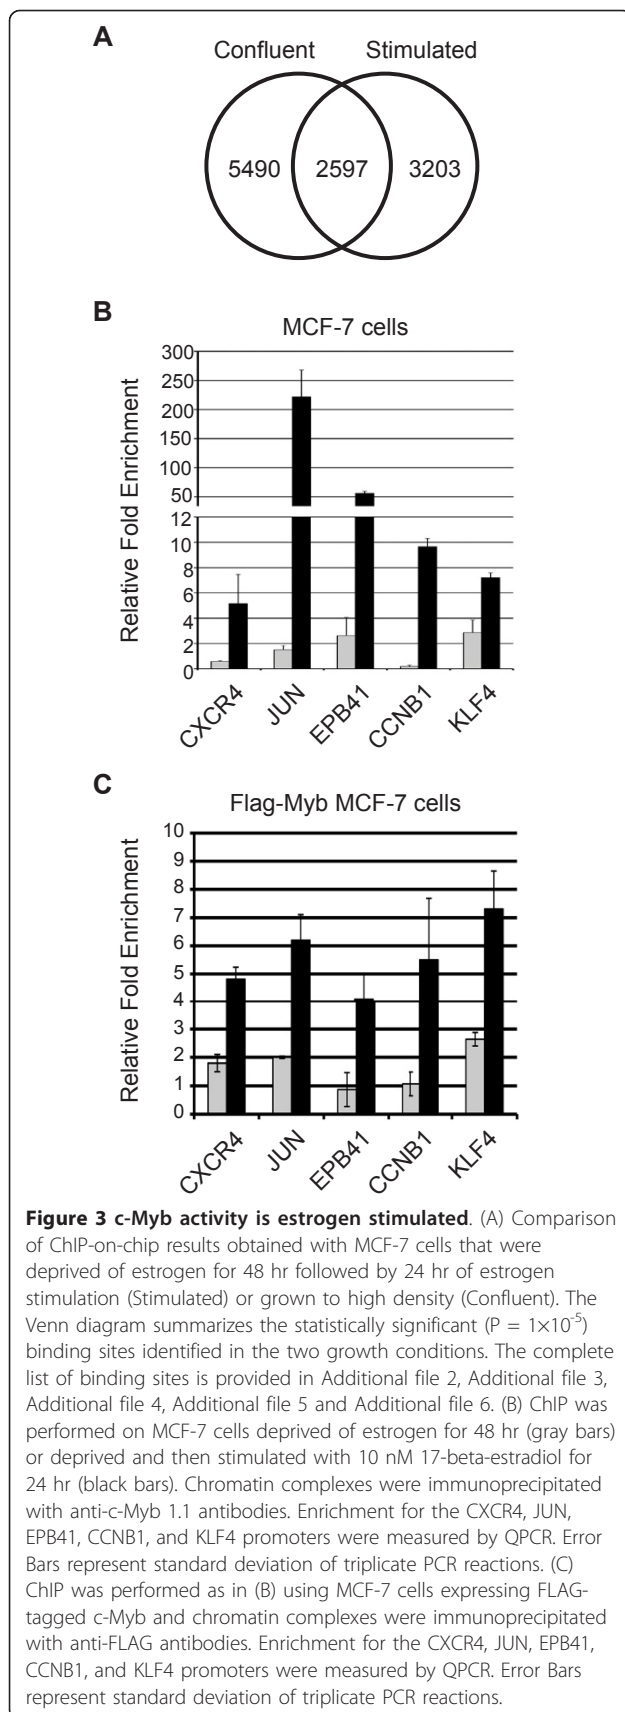 A
Confluent Stimulated
5490 2597 3203
B
MCF-7 cells
Relative Fold Enrichment
300
250
200
150
100
50
12
10
8
6
4
2
0
CXCR4 JUN EPB41 CCNB1 KLF4
C
Flag-Myb MCF-7 cells
Relative Fold Enrichment
10
9
8
7
6
5
4
3
2
1
0
CXCR4 JUN EPB41 CCNB1 KLF4
Figure 3 c-Myb activity is estrogen stimulated. (A) Comparison
of ChIP-on-chip results obtained with MCF-7 cells that were
deprived of estrogen for 48 hr followed by 24 hr of estrogen
stimulation (Stimulated) or grown to high density (Confluent). The
Venn diagram summarizes the statistically significant (P = 1×10⁻⁵)
binding sites identified in the two growth conditions. The complete
list of binding sites is provided in Additional file 2, Additional file 3,
Additional file 4, Additional file 5 and Additional file 6. (B) ChIP was
performed on MCF-7 cells deprived of estrogen for 48 hr (gray bars)
or deprived and then stimulated with 10 nM 17-beta-estradiol for
24 hr (black bars). Chromatin complexes were immunoprecipitated
with anti-c-Myb 1.1 antibodies. Enrichment for the CXCR4, JUN,
EPB41, CCNB1, and KLF4 promoters were measured by QPCR. Error
Bars represent standard deviation of triplicate PCR reactions. (C)
ChIP was performed as in (B) using MCF-7 cells expressing FLAG-
tagged c-Myb and chromatin complexes were immunoprecipitated
with anti-FLAG antibodies. Enrichment for the CXCR4, JUN, EPB41,
CCNB1, and KLF4 promoters were measured by QPCR. Error Bars
represent standard deviation of triplicate PCR reactions.